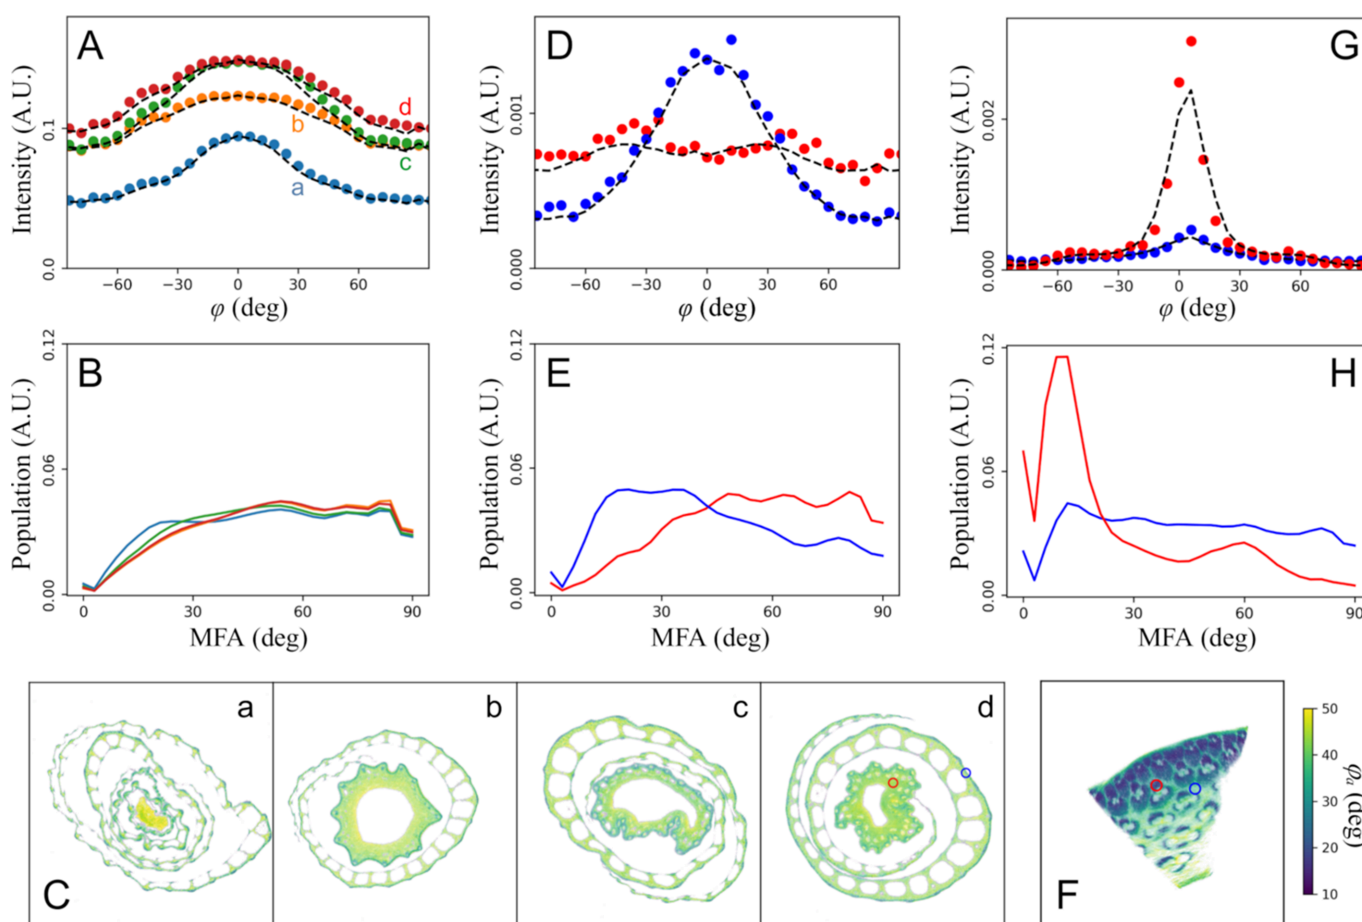 A
D
G
Intensity (A.U.)
0.1
0.0
d
b
c
a
−60
−30
0
30
60
φ (deg)
Intensity (A.U.)
0.001
0.000
−60
−30
0
30
60
φ (deg)
Intensity (A.U.)
0.002
0.000
−60
−30
0
30
60
φ (deg)
B
E
H
Population (A.U.)
0.12
0.06
0.00
0
30
60
90
MFA (deg)
Population (A.U.)
0.12
0.06
0.00
0
30
60
90
MFA (deg)
Population (A.U.)
0.12
0.06
0.00
0
30
60
90
MFA (deg)
C
a
b
c
d
F
50
40
30
20
10
φa (deg)